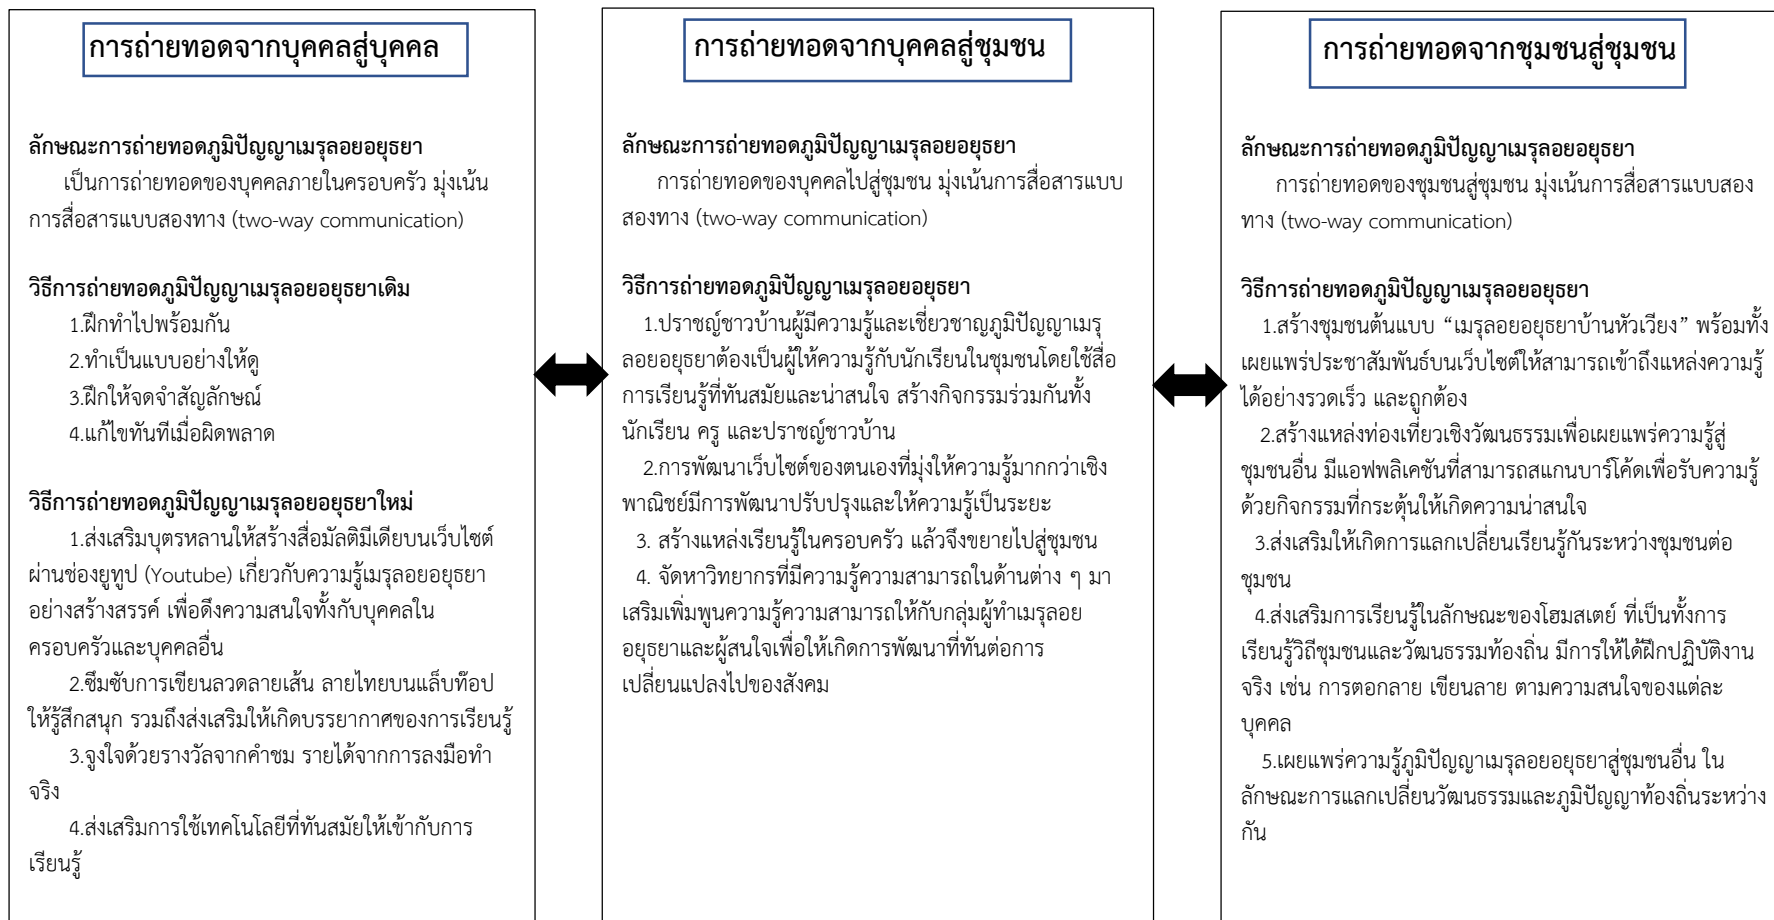 การถ่ายทอดจากบุคคลสู่บุคคล
ลักษณะการถ่ายทอดภูมิปัญญาเมรุลอยอยุธยา
เป็นการถ่ายทอดของบุคคลภายในครอบครัว มุ่งเน้น
การสื่อสารแบบสองทาง (two-way communication)
วิธีการถ่ายทอดภูมิปัญญาเมรุลอยอยุธยาเดิม
1.ฝึกทำไปพร้อมกัน
2.ทำเป็นแบบอย่างให้ดู
3.ฝึกให้จดจำสัญลักษณ์
4.แก้ไขทันทีเมื่อผิดพลาด
วิธีการถ่ายทอดภูมิปัญญาเมรุลอยอยุธยาใหม่
1.ส่งเสริมบุตรหลานให้สร้างสื่อมัลติมีเดียบนเว็บไซต์
ผ่านช่องยูทูป (Youtube) เกี่ยวกับความรู้เมรุลอยอยุธยา
อย่างสร้างสรรค์ เพื่อดึงความสนใจทั้งกับบุคคลใน
ครอบครัวและบุคคลอื่น
2.ซึมซับการเขียนลวดลายเส้น ลายไทยบนแล็บท๊อป
ให้รู้สึกสนุก รวมถึงส่งเสริมให้เกิดบรรยากาศของการเรียนรู้
3.จูงใจด้วยรางวัลจากคำชม รายได้จากการลงมือทำ
จริง
4.ส่งเสริมการใช้เทคโนโลยีที่ทันสมัยให้เข้ากับการ
เรียนรู้
การถ่ายทอดจากบุคคลสู่ชุมชน
ลักษณะการถ่ายทอดภูมิปัญญาเมรุลอยอยุธยา
การถ่ายทอดของบุคคลไปสู่ชุมชน มุ่งเน้นการสื่อสารแบบ
สองทาง (two-way communication)
วิธีการถ่ายทอดภูมิปัญญาเมรุลอยอยุธยา
1.ปราชญ์ชาวบ้านผู้มีความรู้และเชี่ยวชาญภูมิปัญญาเมรุ
ลอยอยุธยาต้องเป็นผู้ให้ความรู้กับนักเรียนในชุมชนโดยใช้สื่อ
การเรียนรู้ที่ทันสมัยและน่าสนใจ สร้างกิจกรรมร่วมกันทั้ง
นักเรียน ครู และปราชญ์ชาวบ้าน
2.การพัฒนาเว็บไซต์ของตนเองที่มุ่งให้ความรู้มากกว่าเชิง
พาณิชย์มีการพัฒนาปรับปรุงและให้ความรู้เป็นระยะ
3. สร้างแหล่งเรียนรู้ในครอบครัว แล้วจึงขยายไปสู่ชุมชน
4. จัดหาวิทยากรที่มีความรู้ความสามารถในด้านต่าง ๆ มา
เสริมเพิ่มพูนความรู้ความสามารถให้กับกลุ่มผู้ทำเมรุลอย
อยุธยาและผู้สนใจเพื่อให้เกิดการพัฒนาที่ทันต่อการ
เปลี่ยนแปลงไปของสังคม
การถ่ายทอดจากชุมชนสู่ชุมชน
ลักษณะการถ่ายทอดภูมิปัญญาเมรุลอยอยุธยา
การถ่ายทอดของชุมชนสู่ชุมชน มุ่งเน้นการสื่อสารแบบสอง
ทาง (two-way communication)
วิธีการถ่ายทอดภูมิปัญญาเมรุลอยอยุธยา
1.สร้างชุมชนต้นแบบ “เมรุลอยอยุธยาบ้านหัวเวียง” พร้อมทั้ง
เผยแพร่ประชาสัมพันธ์บนเว็บไซต์ให้สามารถเข้าถึงแหล่งความรู้
ได้อย่างรวดเร็ว และถูกต้อง
2.สร้างแหล่งท่องเที่ยวเชิงวัฒนธรรมเพื่อเผยแพร่ความรู้สู่
ชุมชนอื่น มีแอฟพลิเคชันที่สามารถสแกนบาร์โค้ดเพื่อรับความรู้
ด้วยกิจกรรมที่กระตุ้นให้เกิดความน่าสนใจ
3.ส่งเสริมให้เกิดการแลกเปลี่ยนเรียนรู้กันระหว่างชุมชนต่อ
ชุมชน
4.ส่งเสริมการเรียนรู้ในลักษณะของโฮมสเตย์ ที่เป็นทั้งการ
เรียนรู้วิถีชุมชนและวัฒนธรรมท้องถิ่น มีการให้ได้ฝึกปฏิบัติงาน
จริง เช่น การตอกลาย เขียนลาย ตามความสนใจของแต่ละ
บุคคล
5.เผยแพร่ความรู้ภูมิปัญญาเมรุลอยอยุธยาสู่ชุมชนอื่น ใน
ลักษณะการแลกเปลี่ยนวัฒนธรรมและภูมิปัญญาท้องถิ่นระหว่าง
กัน